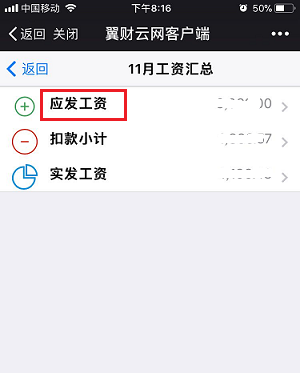 中国移动 下午8:16 50%
返回 关闭 翼财云网客户端
返回 11月工资汇总
应发工资
扣款小计
实发工资